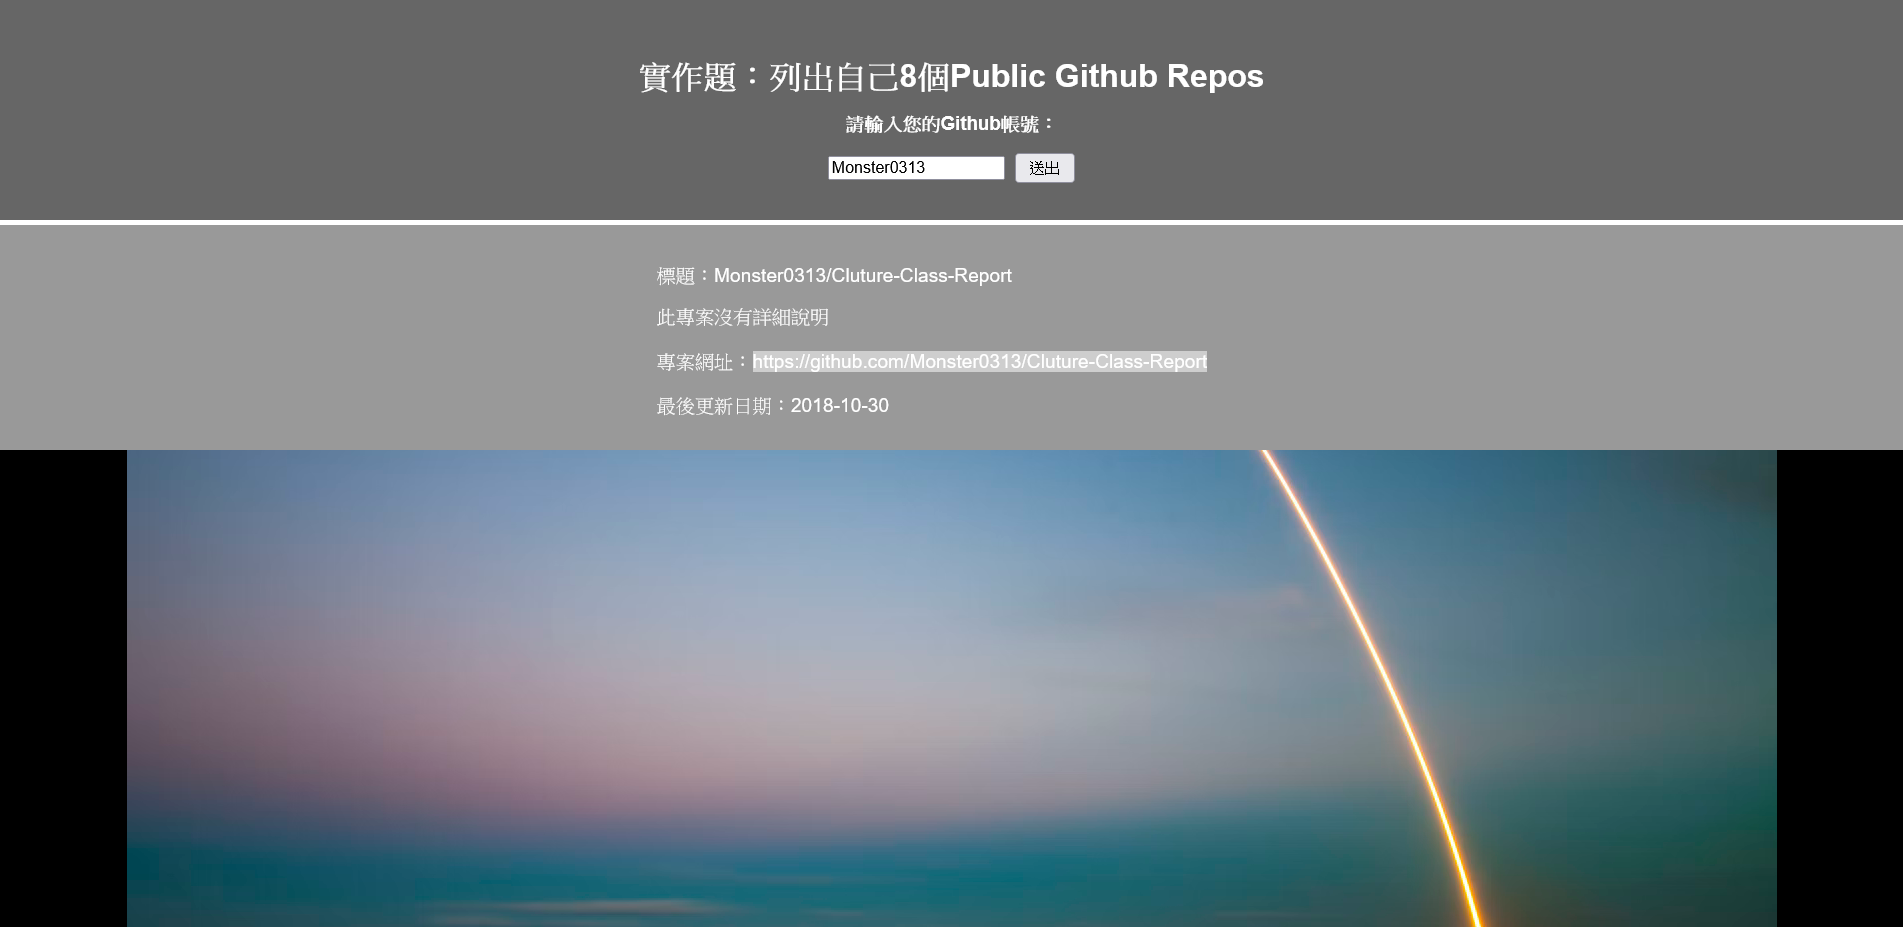 實作題：列出自己8個Public Github Repos
請輸入您的Github帳號：
Monster0313 送出
標題：Monster0313/Cluture-Class-Report
此專案沒有詳細說明
專案網址：https://github.com/Monster0313/Cluture-Class-Report
最後更新日期：2018-10-30